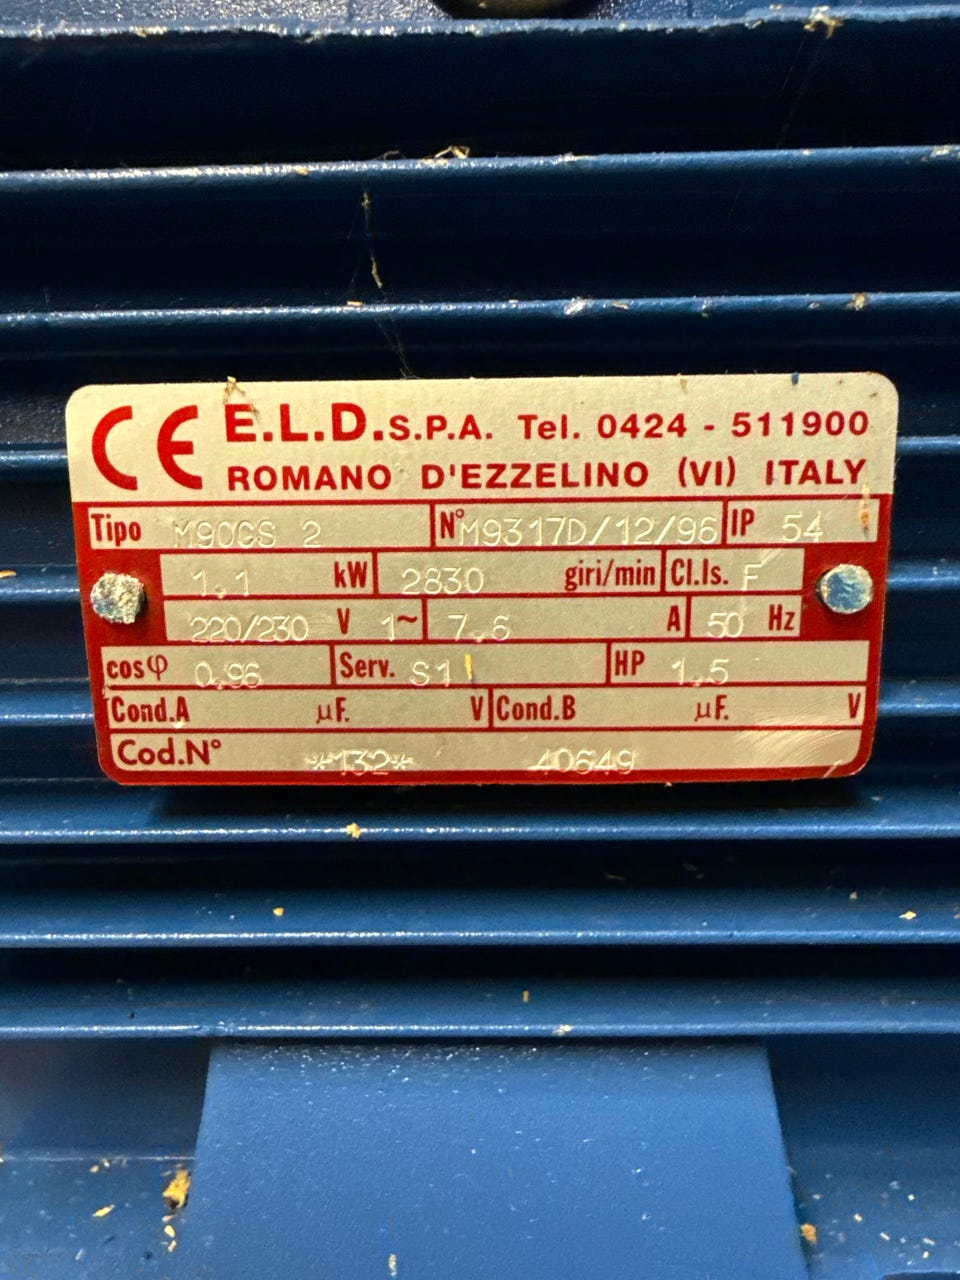 CE E.L.D.S.P.A. Tel. 0424 - 511900
ROMANO D'EZZELINO (VI) ITALY
Tipo M90GS 2 N° M9317D/12/96 IP 54
1.1 kW 2830 giri/min Cl.Is. F
220/230 V 1~ 7.6 A 50 Hz
cosφ 0.96 Serv. S1 HP 1.5
Cond.A µF. V Cond.B µF. V
Cod.N° *M32* 40649